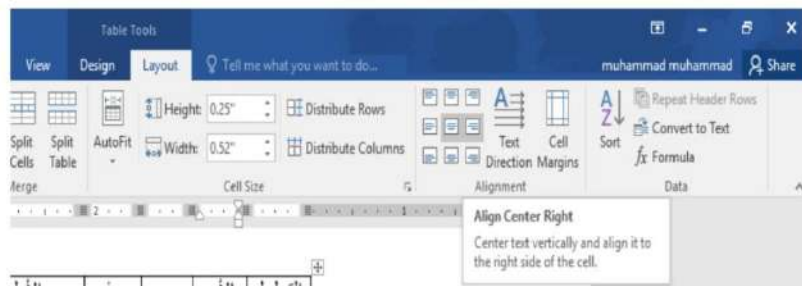 Table Tools
View Design Layout Tell me what you want to do... muhammad muhammad Share
Height: 0.25" Distribute Rows Repeat Header Rows
Convert to Text
Split Split AutoFit Width: 0.52" Distribute Columns Text Cell Sort
Cells Table Direction Margins Formula
Merge Cell Size Alignment Data
2 1
Align Center Right
Center text vertically and align it to
the right side of the cell.